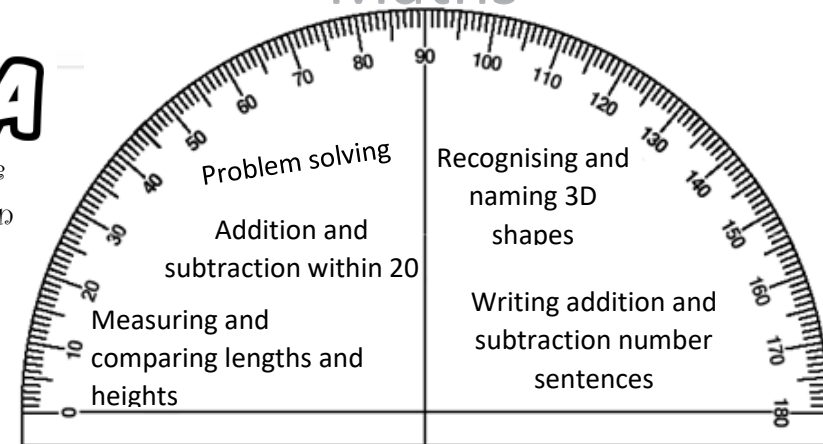 Maths
A
0
10
20
30
40
50
60
70
80
90
100
110
120
130
140
150
160
170
180
Problem solving
Addition and
subtraction within 20
Measuring and
comparing lengths and
heights
Recognising and
naming 3D
shapes
Writing addition and
subtraction number
sentences